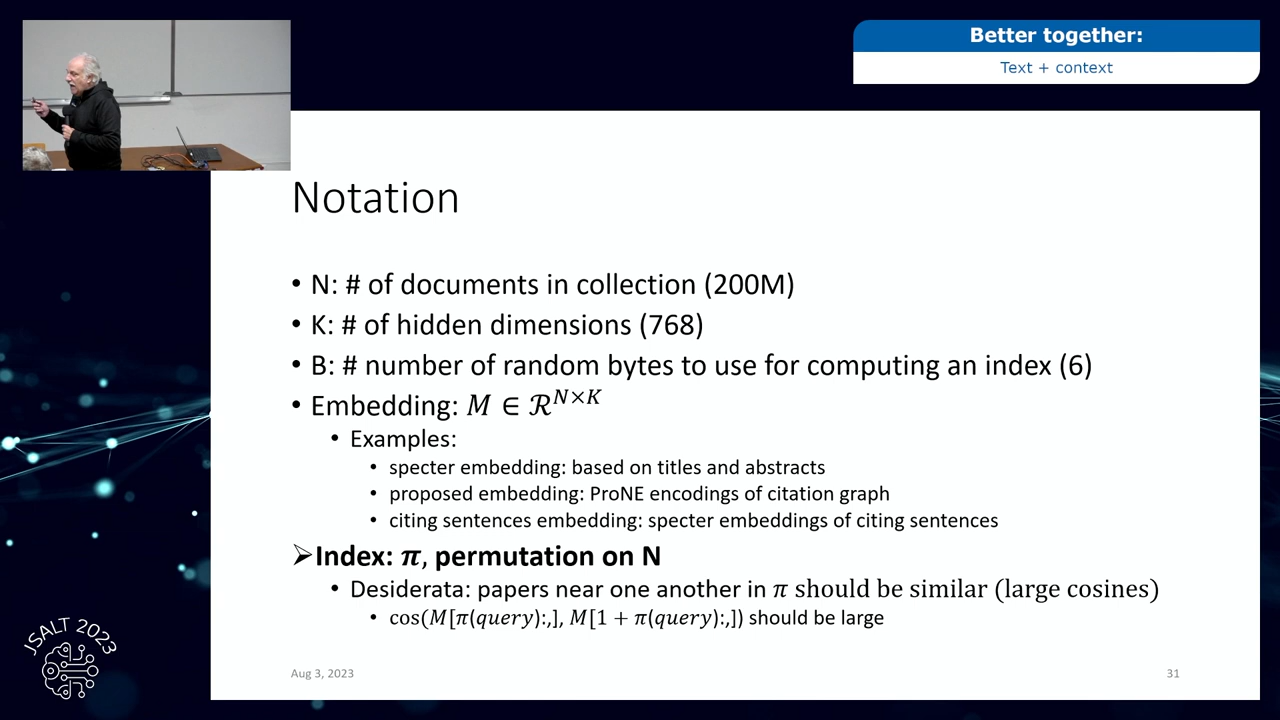 Better together:
Text + context
Notation
• N: # of documents in collection (200M)
• K: # of hidden dimensions (768)
• B: # number of random bytes to use for computing an index (6)
• Embedding: 𝑀 ∈ ℛ^{𝑁×𝐾}
• Examples:
• specter embedding: based on titles and abstracts
• proposed embedding: ProNE encodings of citation graph
• citing sentences embedding: specter embeddings of citing sentences
➢Index: 𝝅, permutation on N
• Desiderata: papers near one another in 𝜋 should be similar (large cosines)
• cos(𝑀[𝜋(𝑞𝑢𝑒𝑟𝑦):,], 𝑀[1 + 𝜋(𝑞𝑢𝑒𝑟𝑦):,]) should be large
Aug 3, 2023
31
JSALT 2023